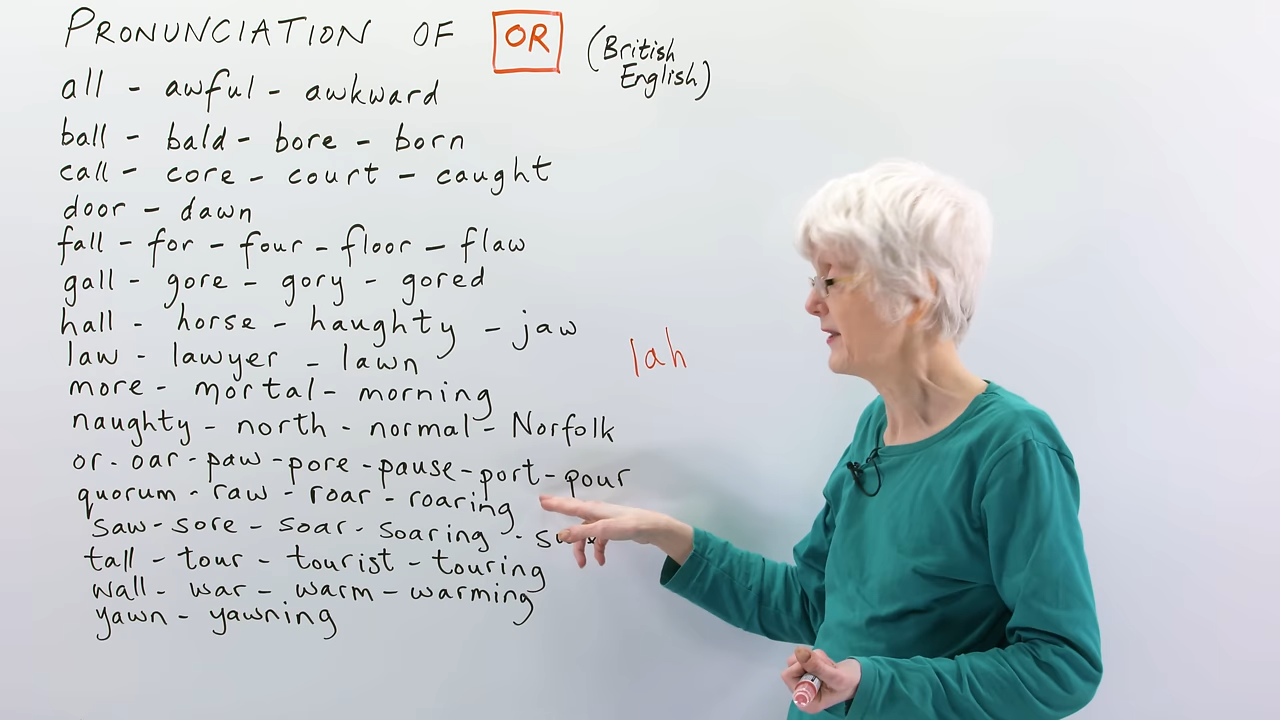 PRONUNCIATION OF OR (British English)
all - awful - awkward
ball - bald - bore - born
call - core - court - caught
door - dawn
fall - for - four - floor - flaw
gall - gore - gory - gored
hall - horse - haughty - jaw
law - lawyer - lawn
lah
more - mortal - morning
naughty - north - normal - Norfolk
or - oar - paw - pore - pause - port - pour
quorum - raw - roar - roaring
saw - sore - soar - soaring -
tall - tour - tourist - touring
wall - war - warm - warming
yawn - yawning